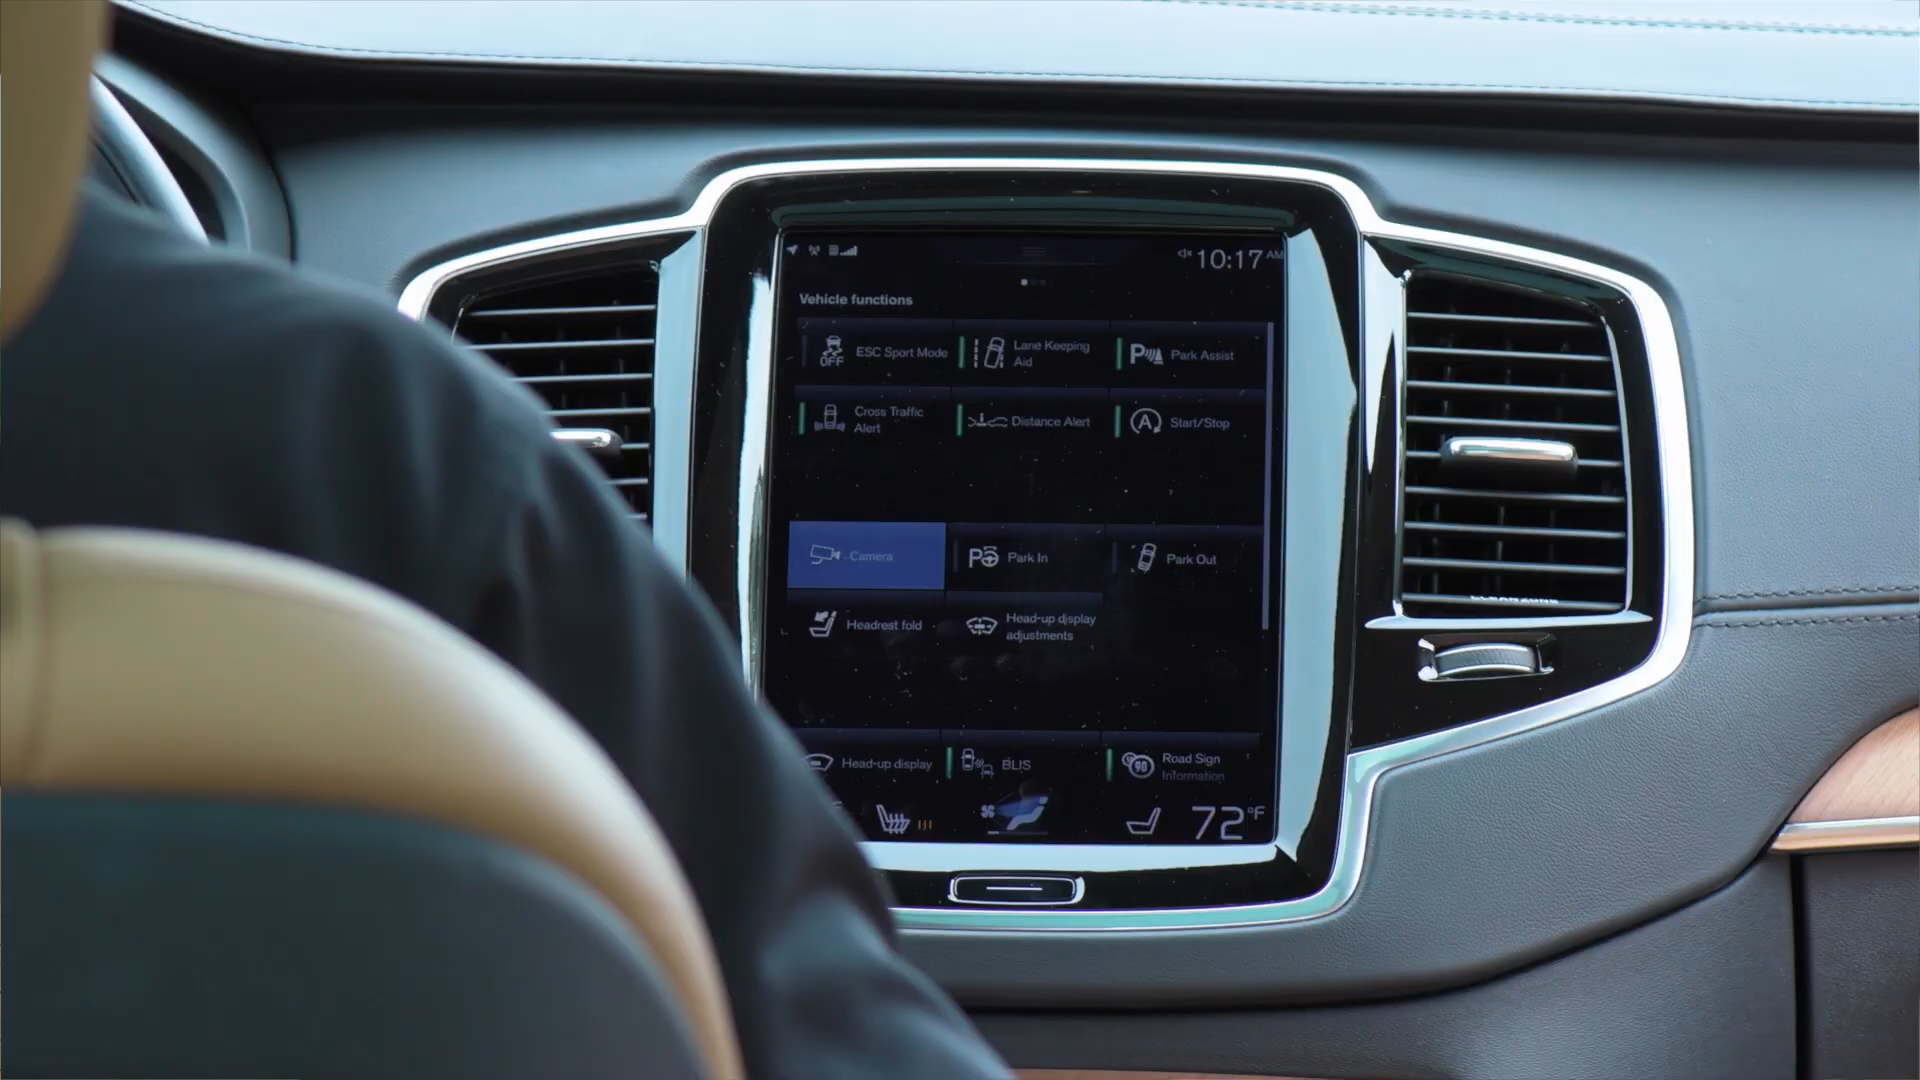 10:17 AM
Vehicle functions
OFF
ESC Sport Mode
Lane Keeping
Aid
P
Park Assist
Cross Traffic
Alert
Distance Alert
A
Start/Stop
Camera
P
Park In
Park Out
Headrest fold
Head-up display
adjustments
Head-up display
BLIS
90
Road Sign
Information
72°F
CLEANZONE